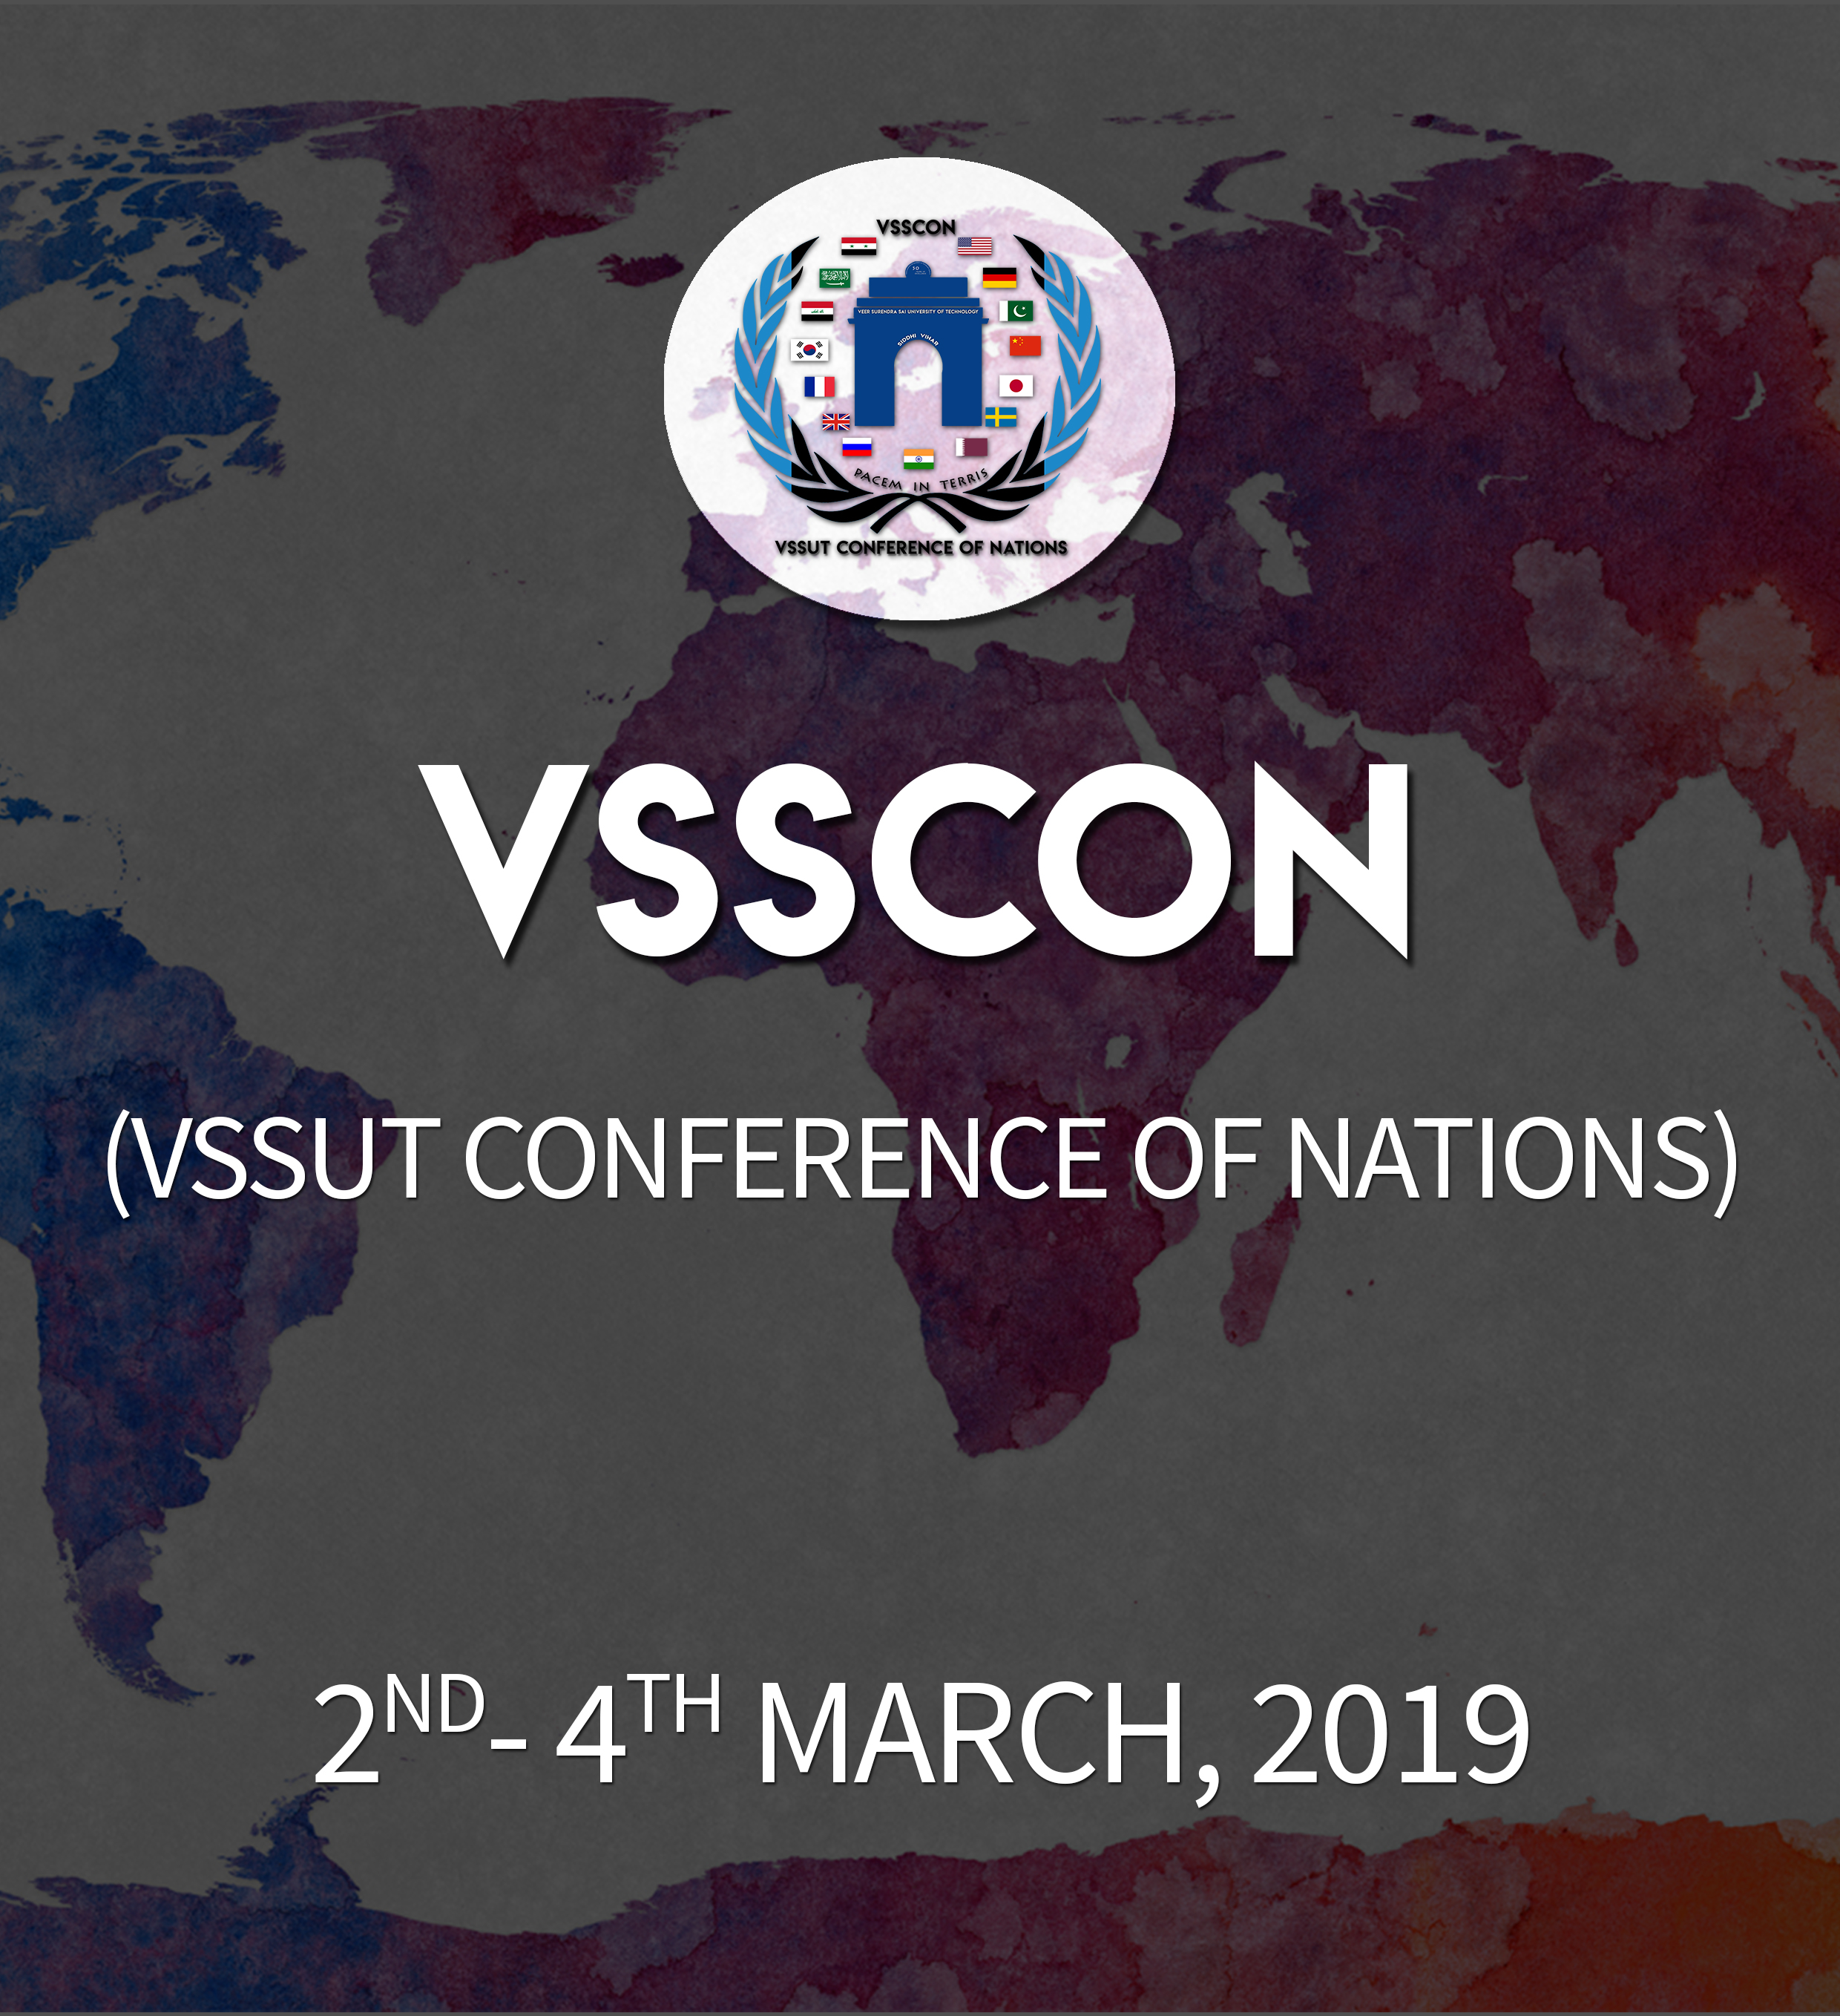 VSSCON
50
VEER SURENDRA SAI UNIVERSITY OF TECHNOLOGY
SIDDHI VIHAR
PACEM IN TERRIS
VSSUT CONFERENCE OF NATIONS
VSSCON
(VSSUT CONFERENCE OF NATIONS)
2ND- 4TH MARCH, 2019